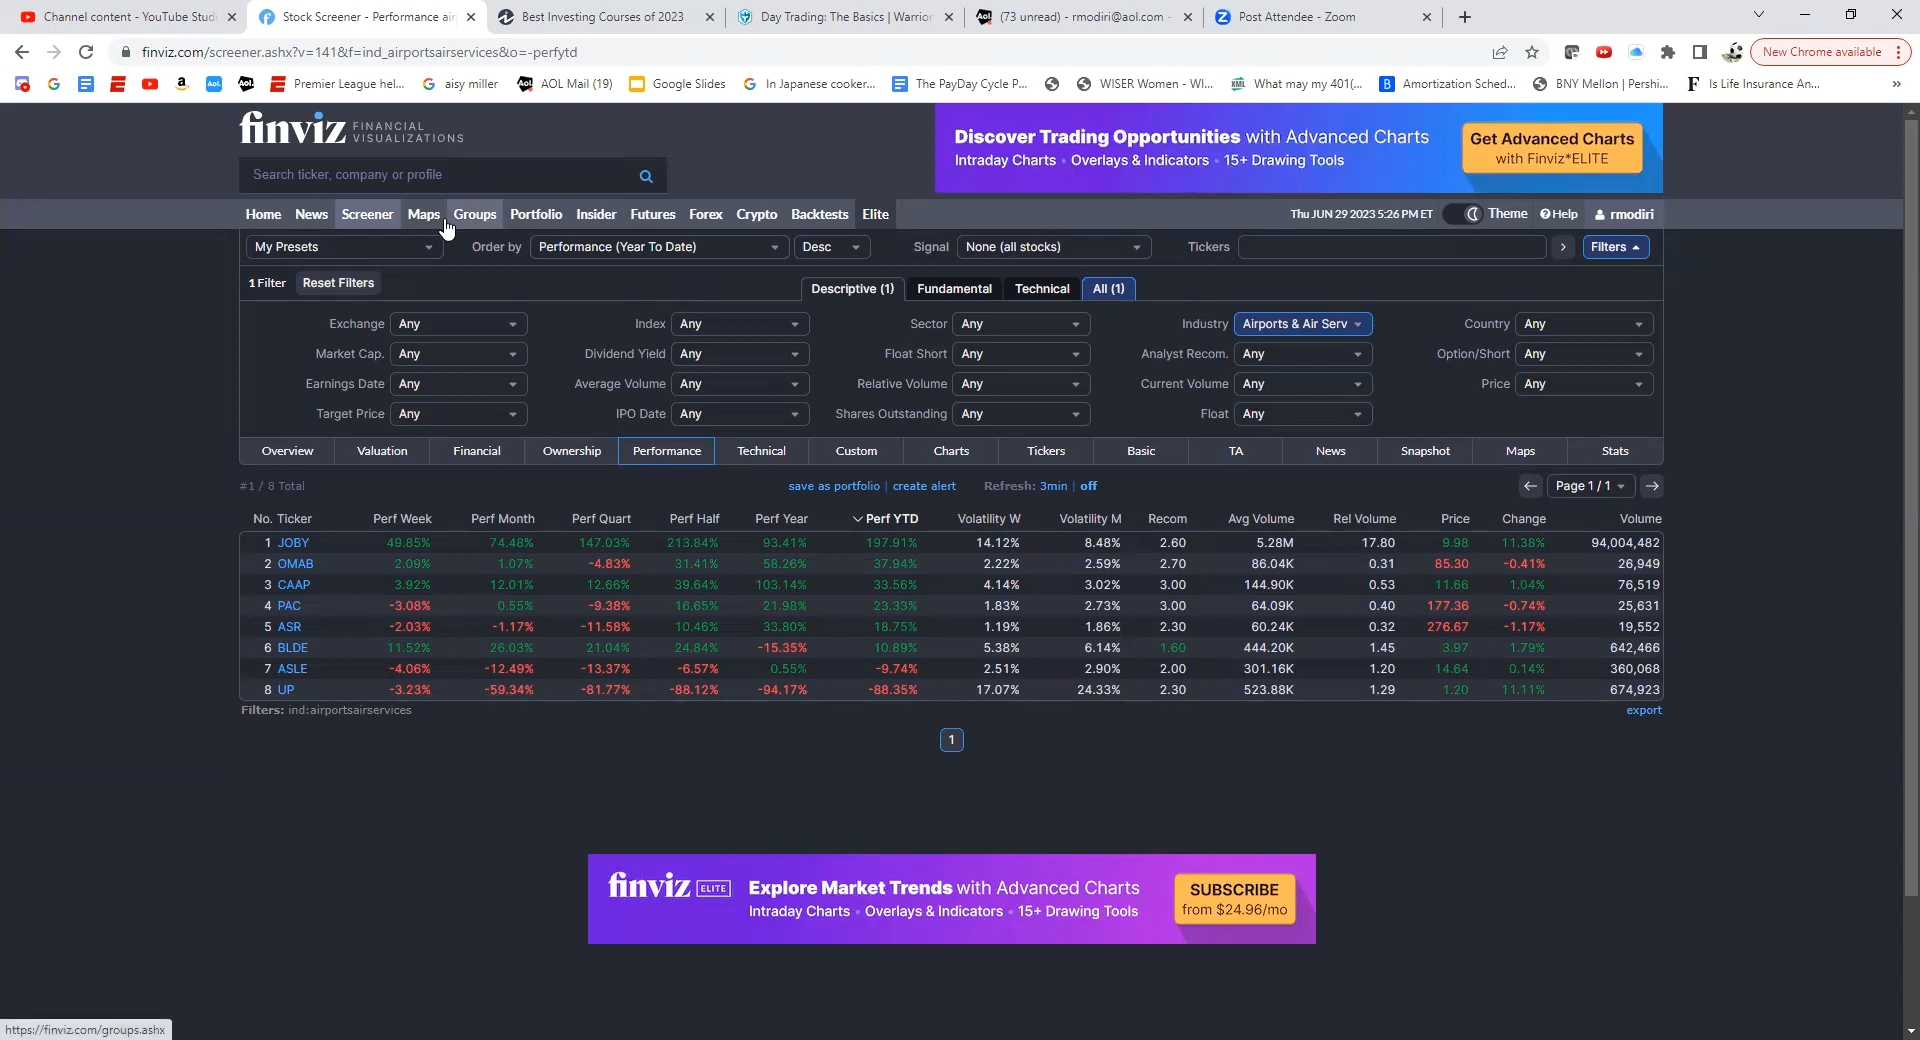 Channel content - YouTube Studi
Stock Screener - Performance air
Best Investing Courses of 2023
Day Trading: The Basics | Warrior
Aol. (73 unread) - rmodiri@aol.com -
Post Attendee - Zoom
finviz.com/screener.ashx?v=141&f=ind_airportsairservices&o=-perfytd
New Chrome available
Premier League hel...
aisy miller
AOL Mail (19)
Google Slides
In Japanese cooker...
The PayDay Cycle P...
WISER Women - WI...
What may my 401(...
Amortization Sched...
BNY Mellon | Pershi...
Is Life Insurance An...
finviz FINANCIAL VISUALIZATIONS
Discover Trading Opportunities with Advanced Charts
Intraday Charts • Overlays & Indicators • 15+ Drawing Tools
Get Advanced Charts
with Finviz*ELITE
Search ticker, company or profile
Home News Screener Maps Groups Portfolio Insider Futures Forex Crypto Backtests Elite
Thu JUN 29 2023 5:26 PM ET Theme Help rmodiri
My Presets Order by Performance (Year To Date) Desc Signal None (all stocks) Tickers > Filters
1 Filter Reset Filters Descriptive (1) Fundamental Technical All (1)
Exchange Any Index Any Sector Any Industry Airports & Air Serv Country Any
Market Cap. Any Dividend Yield Any Float Short Any Analyst Recom. Any Option/Short Any
Earnings Date Any Average Volume Any Relative Volume Any Current Volume Any Price Any
Target Price Any IPO Date Any Shares Outstanding Any Float Any
Overview Valuation Financial Ownership Performance Technical Custom Charts Tickers Basic TA News Snapshot Maps Stats
#1 / 8 Total save as portfolio | create alert Refresh: 3min | off Page 1 / 1
No. Ticker Perf Week Perf Month Perf Quart Perf Half Perf Year Perf YTD Volatility W Volatility M Recom Avg Volume Rel Volume Price Change Volume
1 JOBY 49.85% 74.48% 147.03% 213.84% 93.41% 197.91% 14.12% 8.48% 2.60 5.28M 17.80 9.98 11.38% 94,004,482
2 OMAB 2.09% 1.07% -4.83% 31.41% 58.26% 37.94% 2.22% 2.59% 2.70 86.04K 0.31 85.30 -0.41% 26,949
3 CAAP 3.92% 12.01% 12.66% 39.64% 103.14% 33.56% 4.14% 3.02% 3.00 144.90K 0.53 11.66 1.04% 76,519
4 PAC -3.08% 0.55% -9.38% 16.65% 21.98% 23.33% 1.83% 2.73% 3.00 64.09K 0.40 177.36 -0.74% 25,631
5 ASR -2.03% -1.17% -11.58% 10.46% 33.80% 18.75% 1.19% 1.86% 2.30 60.24K 0.32 276.67 -1.17% 19,552
6 BLDE 11.52% 26.03% 21.04% 24.84% -15.35% 10.89% 5.38% 6.14% 1.60 444.20K 1.45 3.97 1.79% 642,466
7 ASLE -4.06% -12.49% -13.37% -6.57% 0.55% -9.74% 2.51% 2.90% 2.00 301.16K 1.20 14.64 0.14% 360,068
8 UP -3.23% -59.34% -81.77% -88.12% -94.17% -88.35% 17.07% 24.33% 2.30 523.88K 1.29 1.20 11.11% 674,923
Filters: ind:airportsairservices export
1
finviz ELITE Explore Market Trends with Advanced Charts
Intraday Charts • Overlays & Indicators • 15+ Drawing Tools
SUBSCRIBE
from $24.96/mo
https://finviz.com/groups.ashx